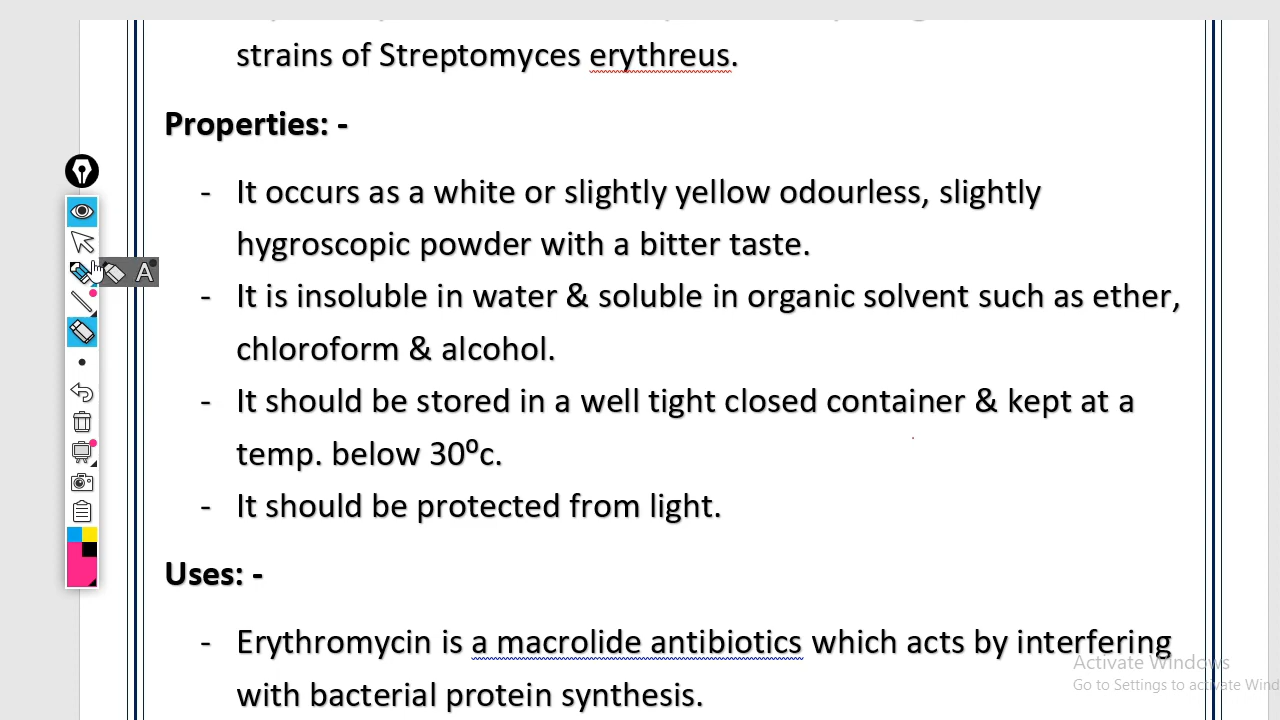 strains of Streptomyces erythreus.
Properties: -
- It occurs as a white or slightly yellow odourless, slightly
hygroscopic powder with a bitter taste.
- It is insoluble in water & soluble in organic solvent such as ether,
chloroform & alcohol.
- It should be stored in a well tight closed container & kept at a
temp. below 30⁰c.
- It should be protected from light.
Uses: -
- Erythromycin is a macrolide antibiotics which acts by interfering
with bacterial protein synthesis.
A
Activate Windows
Go to Settings to activate Wind